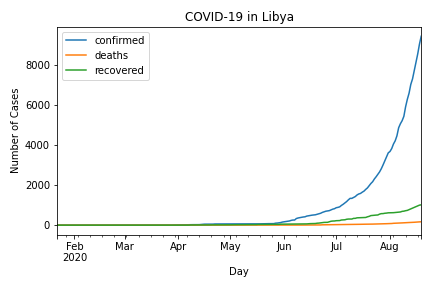 COVID-19 in Libya
confirmed
deaths
recovered
8000
6000
4000
2000
0
Number of Cases
Feb Mar Apr May Jun Jul Aug
2020
Day